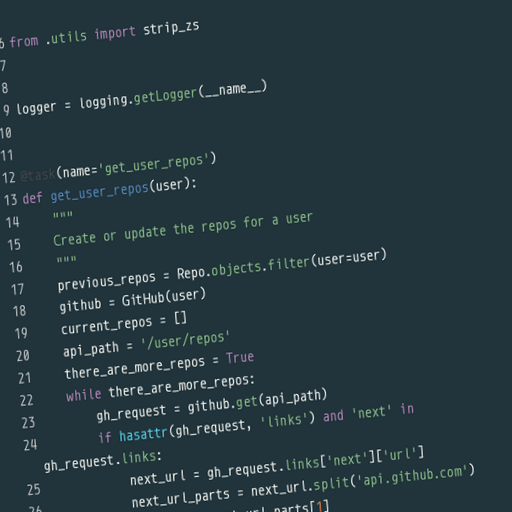 6 from .utils import strip_zs
7
8
9 logger = logging.getLogger(__name__)
10
11
12 @task(name='get_user_repos')
13 def get_user_repos(user):
14 """
15 Create or update the repos for a user
16 """
17 previous_repos = Repo.objects.filter(user=user)
18 github = GitHub(user)
19 current_repos = []
20 api_path = '/user/repos'
21 there_are_more_repos = True
22 while there_are_more_repos:
23 gh_request = github.get(api_path)
24 if hasattr(gh_request, 'links') and 'next' in
gh_request.links:
25 next_url = gh_request.links['next']['url']
26 next_url_parts = next_url.split('api.github.com')
url_parts[1]